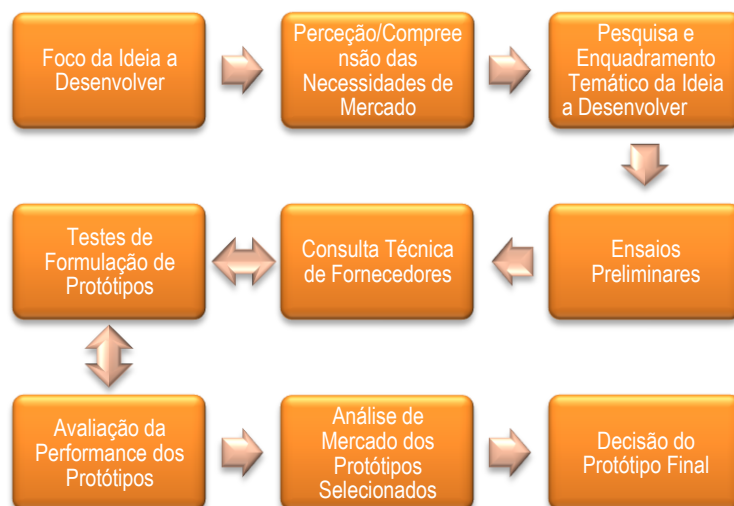 Foco da Ideia a
Desenvolver
Perceção/Compree
nsão das
Necessidades de
Mercado
Pesquisa e
Enquadramento
Temático da Ideia
a Desenvolver
Testes de
Formulação de
Protótipos
Consulta Técnica
de Fornecedores
Ensaios
Preliminares
Avaliação da
Performance dos
Protótipos
Análise de
Mercado dos
Protótipos
Selecionados
Decisão do
Protótipo Final